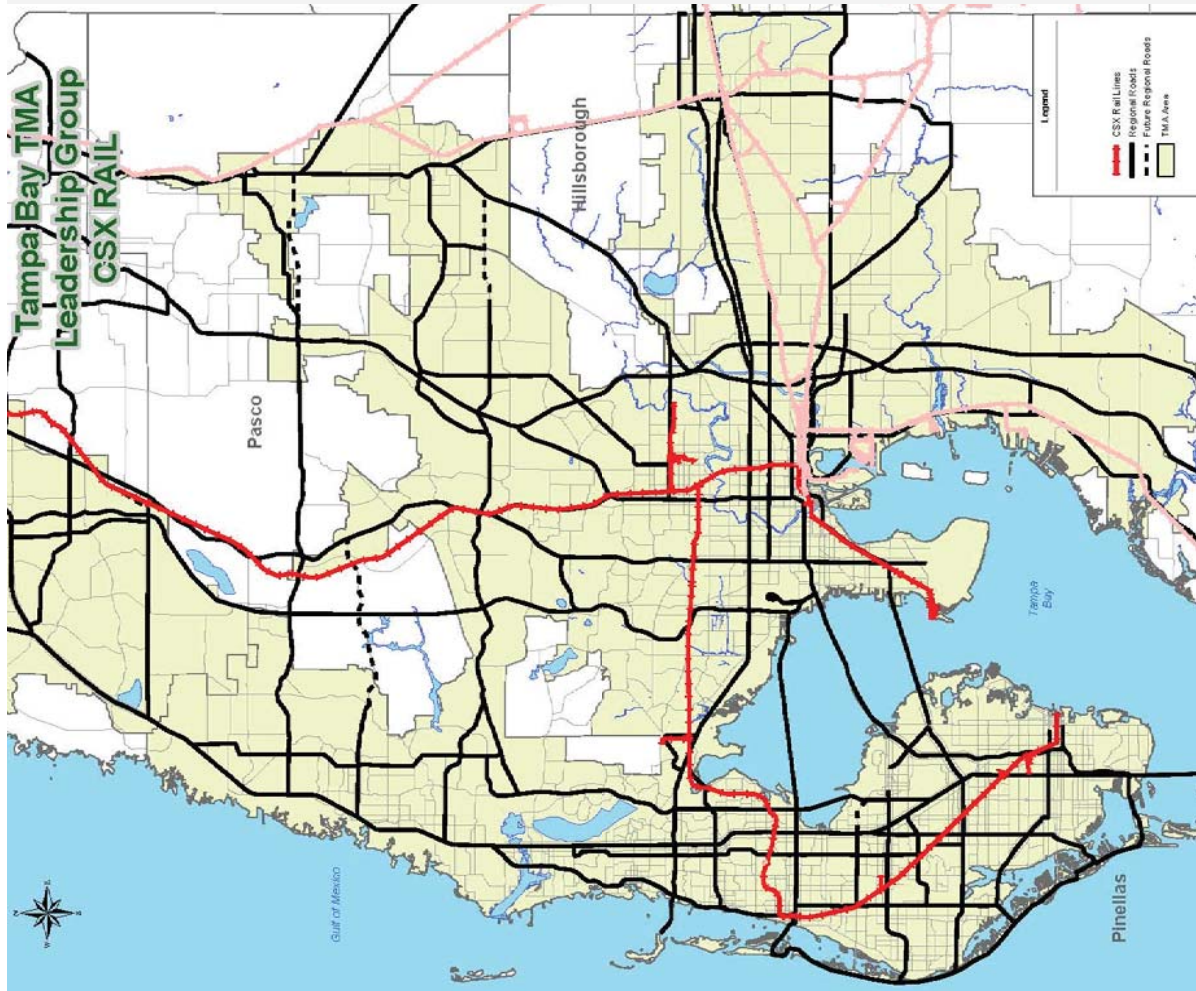 Tampa Bay TMA
Leadership Group
CSX RAIL
Pasco
Hillsborough
Gulf of Mexico
Tampa
Bay
Pinellas
Legend
CSX Rail Lines
Regional Roads
Future Regional Roads
TMA Area
N
W
E
S